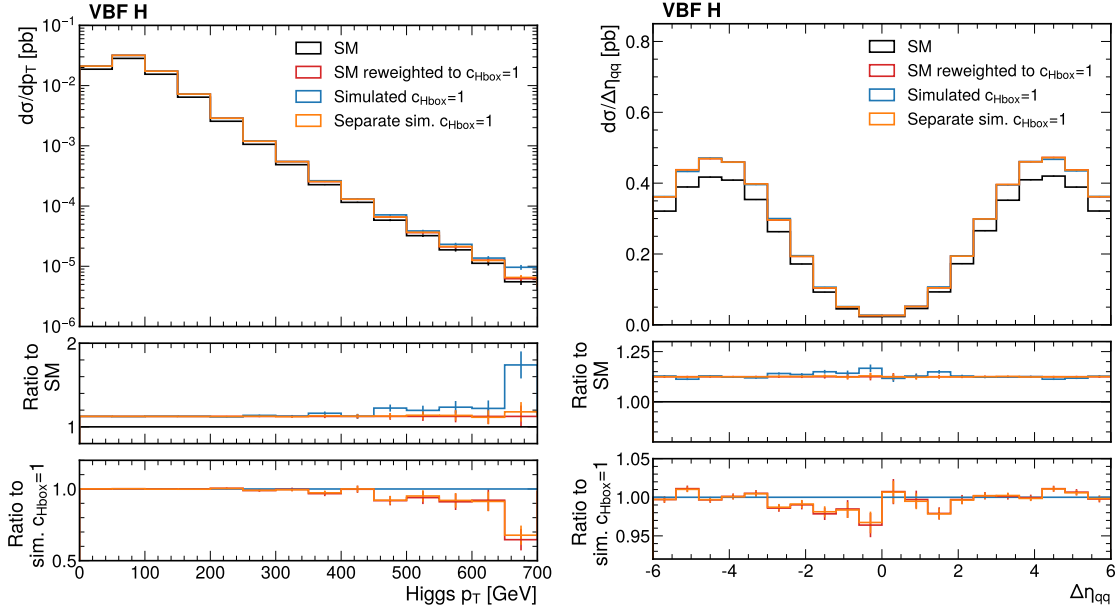 VBF H
dσ/dp_T [pb]
10⁻¹
10⁻²
10⁻³
10⁻⁴
10⁻⁵
10⁻⁶
SM
SM reweighted to c_Hbox=1
Simulated c_Hbox=1
Separate sim. c_Hbox=1
Ratio to
SM
2
1
Ratio to
sim. c_Hbox=1
1.0
0.5
0 100 200 300 400 500 600 700
Higgs p_T [GeV]
VBF H
dσ/Δη_qq [pb]
0.8
0.6
0.4
0.2
0.0
SM
SM reweighted to c_Hbox=1
Simulated c_Hbox=1
Separate sim. c_Hbox=1
Ratio to
SM
1.25
1.00
Ratio to
sim. c_Hbox=1
1.05
1.00
0.95
-6 -4 -2 0 2 4 6
Δη_qq